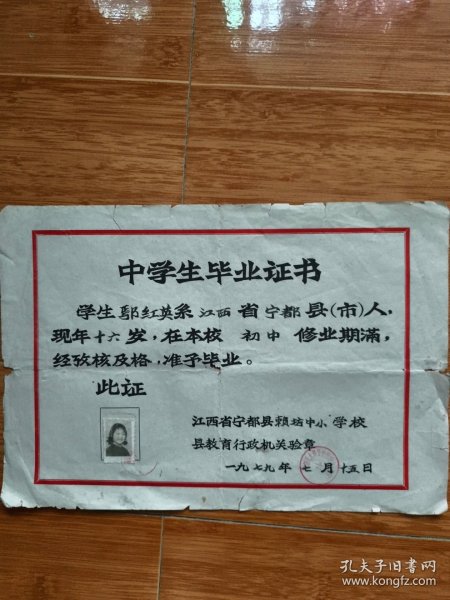 中学生毕业证书
学生鄢红英系江西省宁都县(市)人,
现年十六岁,在本校 初中 修业期满,
经攷核及格,准予毕业。
此证
江西省宁都县赖坊中小学校
县教育行政机关验章
一九七九年七月十五日
孔夫子旧书网
www.kongfz.com